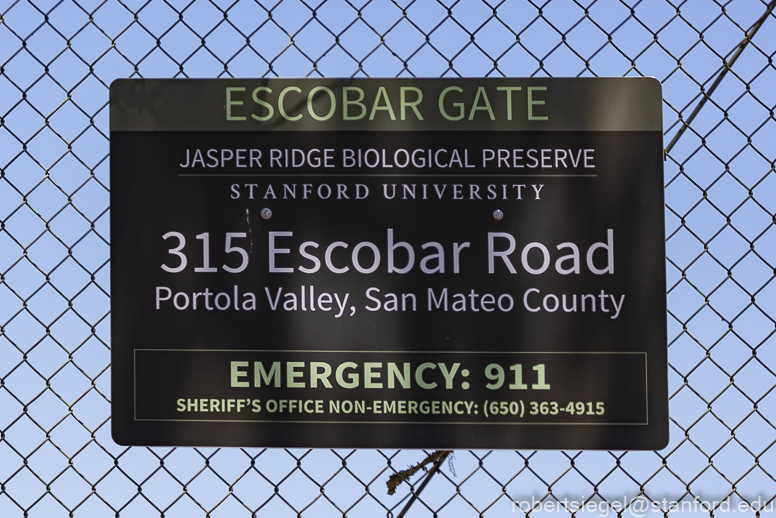 ESCOBAR GATE
JASPER RIDGE BIOLOGICAL PRESERVE
STANFORD UNIVERSITY
315 Escobar Road
Portola Valley, San Mateo County
EMERGENCY: 911
SHERIFF'S OFFICE NON-EMERGENCY: (650) 363-4915
robertsiegel@stanford.edu